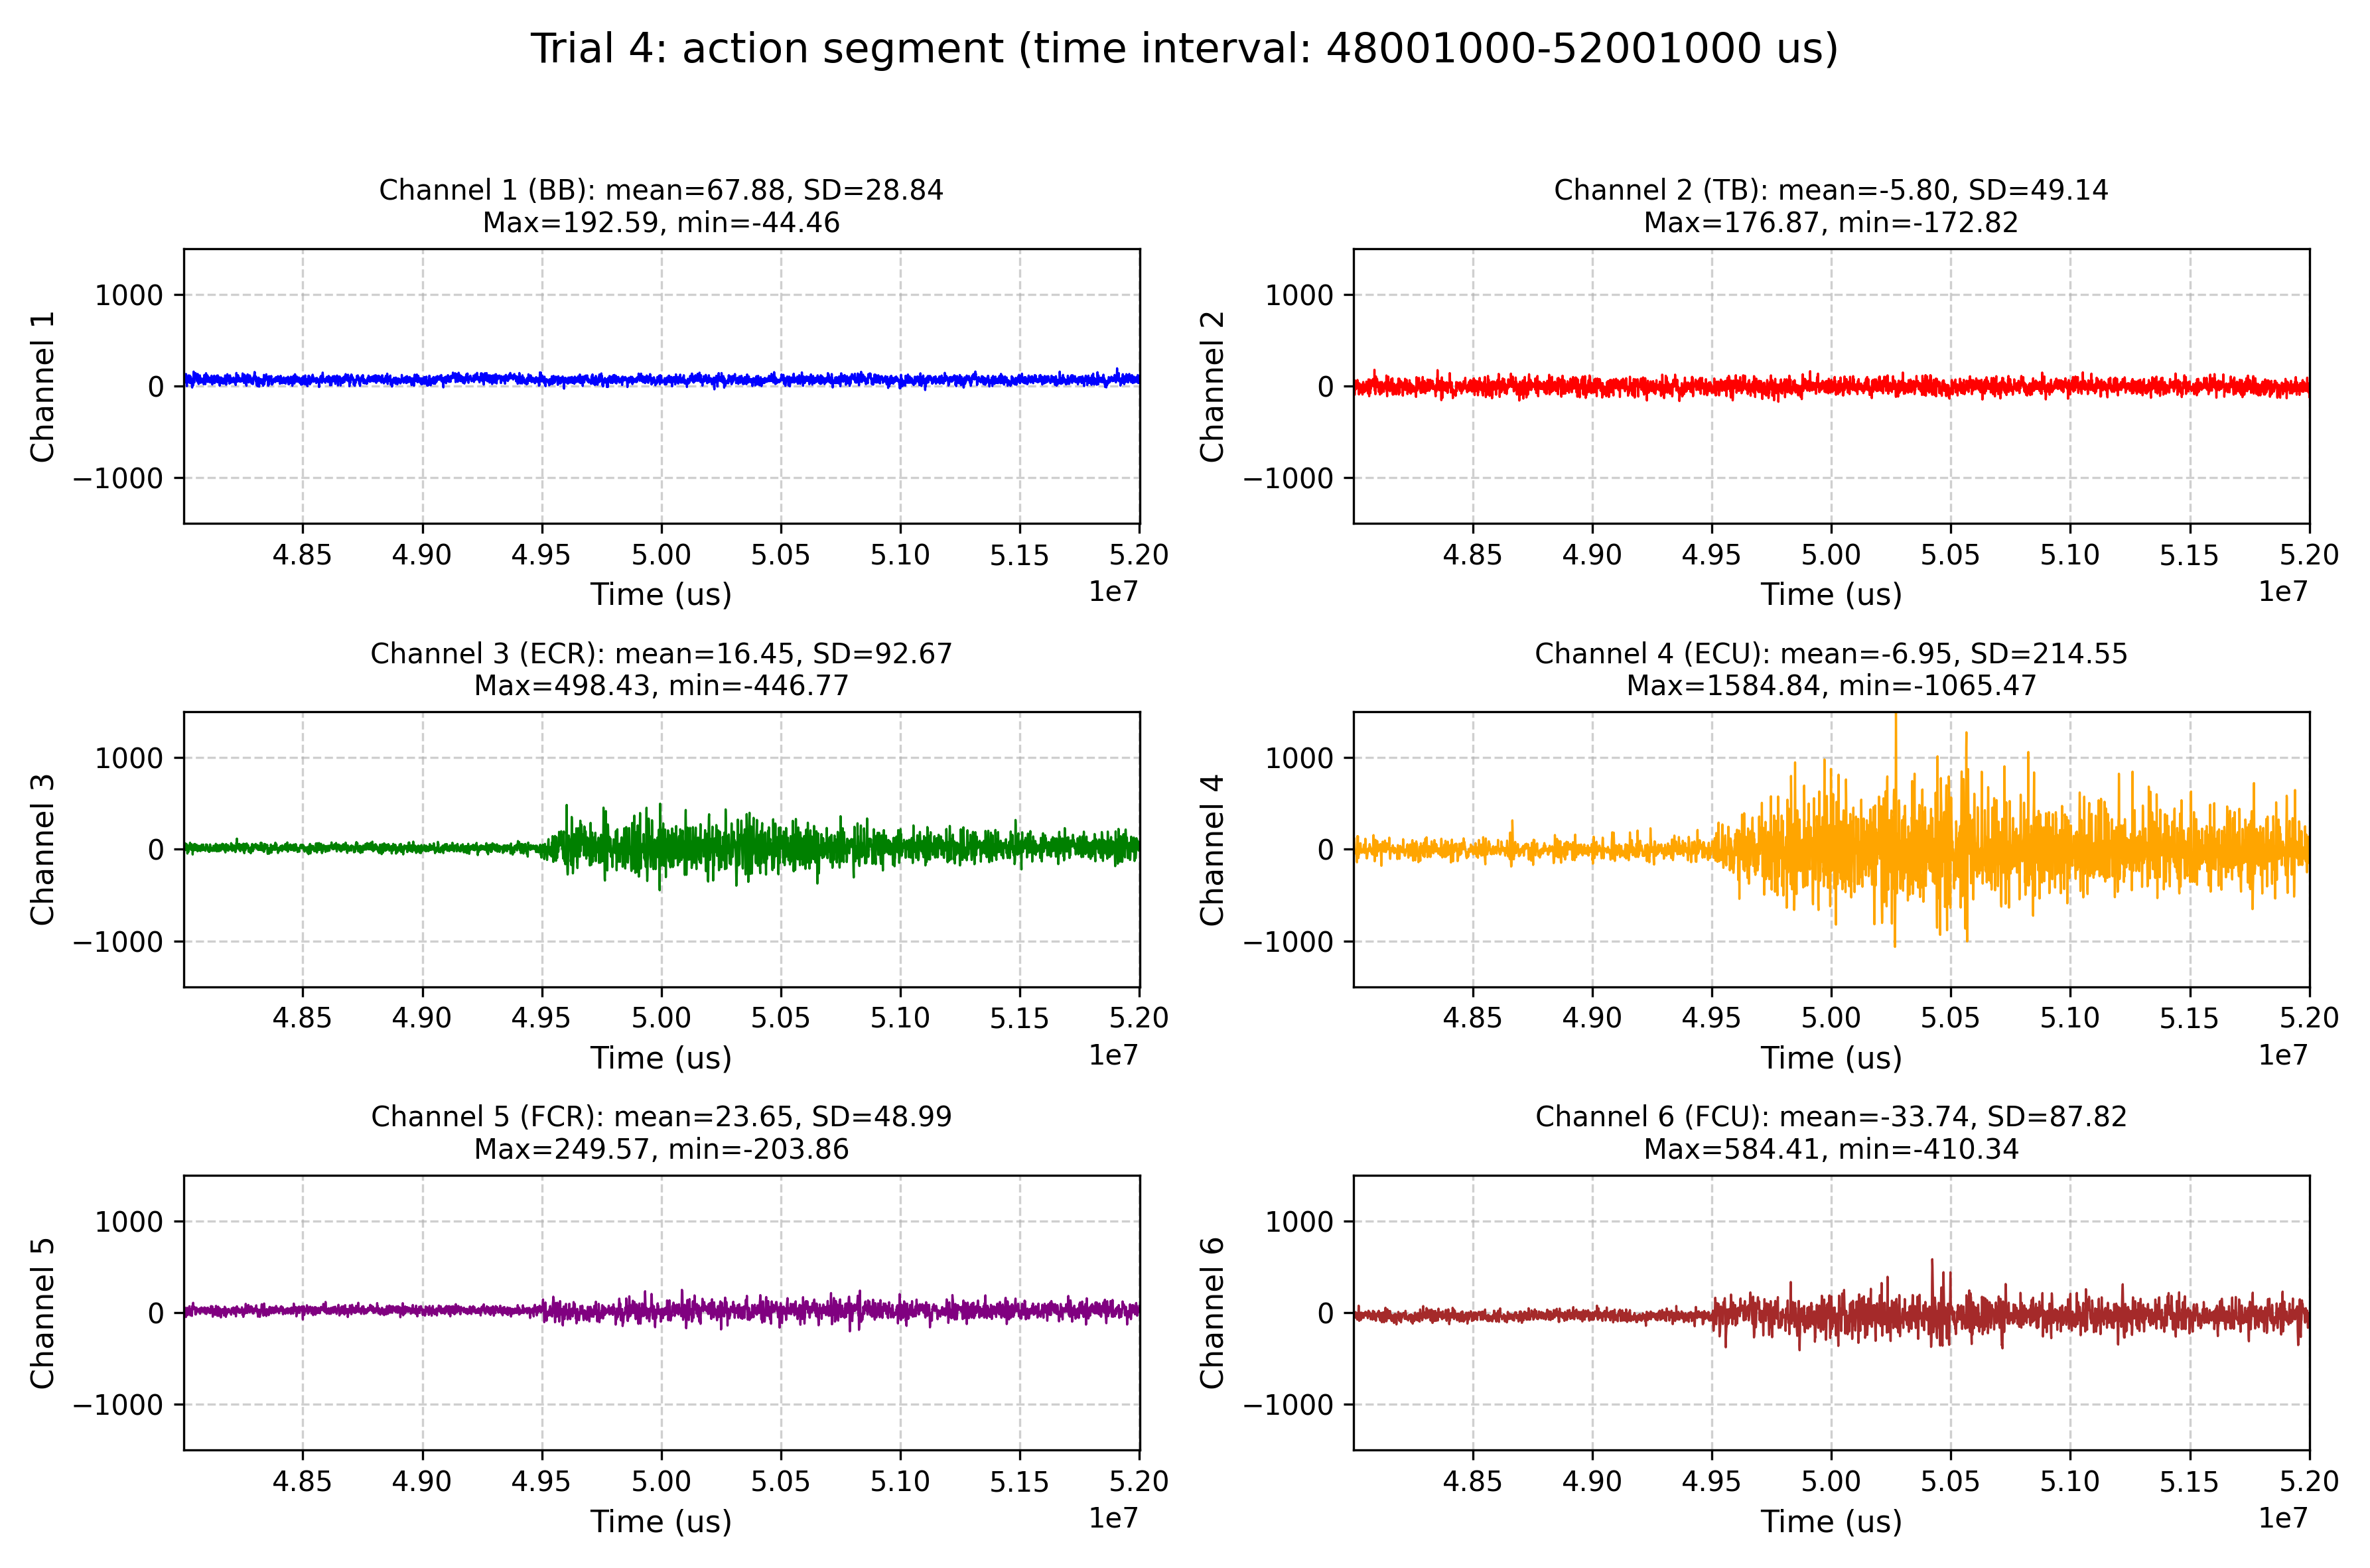 Trial 4: action segment (time interval: 48001000-52001000 us)
Channel 1 (BB): mean=67.88, SD=28.84
Max=192.59, min=-44.46
Channel 1
1000
0
−1000
4.85 4.90 4.95 5.00 5.05 5.10 5.15 5.20
Time (us)
1e7
Channel 2 (TB): mean=-5.80, SD=49.14
Max=176.87, min=-172.82
Channel 2
1000
0
−1000
4.85 4.90 4.95 5.00 5.05 5.10 5.15 5.20
Time (us)
1e7
Channel 3 (ECR): mean=16.45, SD=92.67
Max=498.43, min=-446.77
Channel 3
1000
0
−1000
4.85 4.90 4.95 5.00 5.05 5.10 5.15 5.20
Time (us)
1e7
Channel 4 (ECU): mean=-6.95, SD=214.55
Max=1584.84, min=-1065.47
Channel 4
1000
0
−1000
4.85 4.90 4.95 5.00 5.05 5.10 5.15 5.20
Time (us)
1e7
Channel 5 (FCR): mean=23.65, SD=48.99
Max=249.57, min=-203.86
Channel 5
1000
0
−1000
4.85 4.90 4.95 5.00 5.05 5.10 5.15 5.20
Time (us)
1e7
Channel 6 (FCU): mean=-33.74, SD=87.82
Max=584.41, min=-410.34
Channel 6
1000
0
−1000
4.85 4.90 4.95 5.00 5.05 5.10 5.15 5.20
Time (us)
1e7